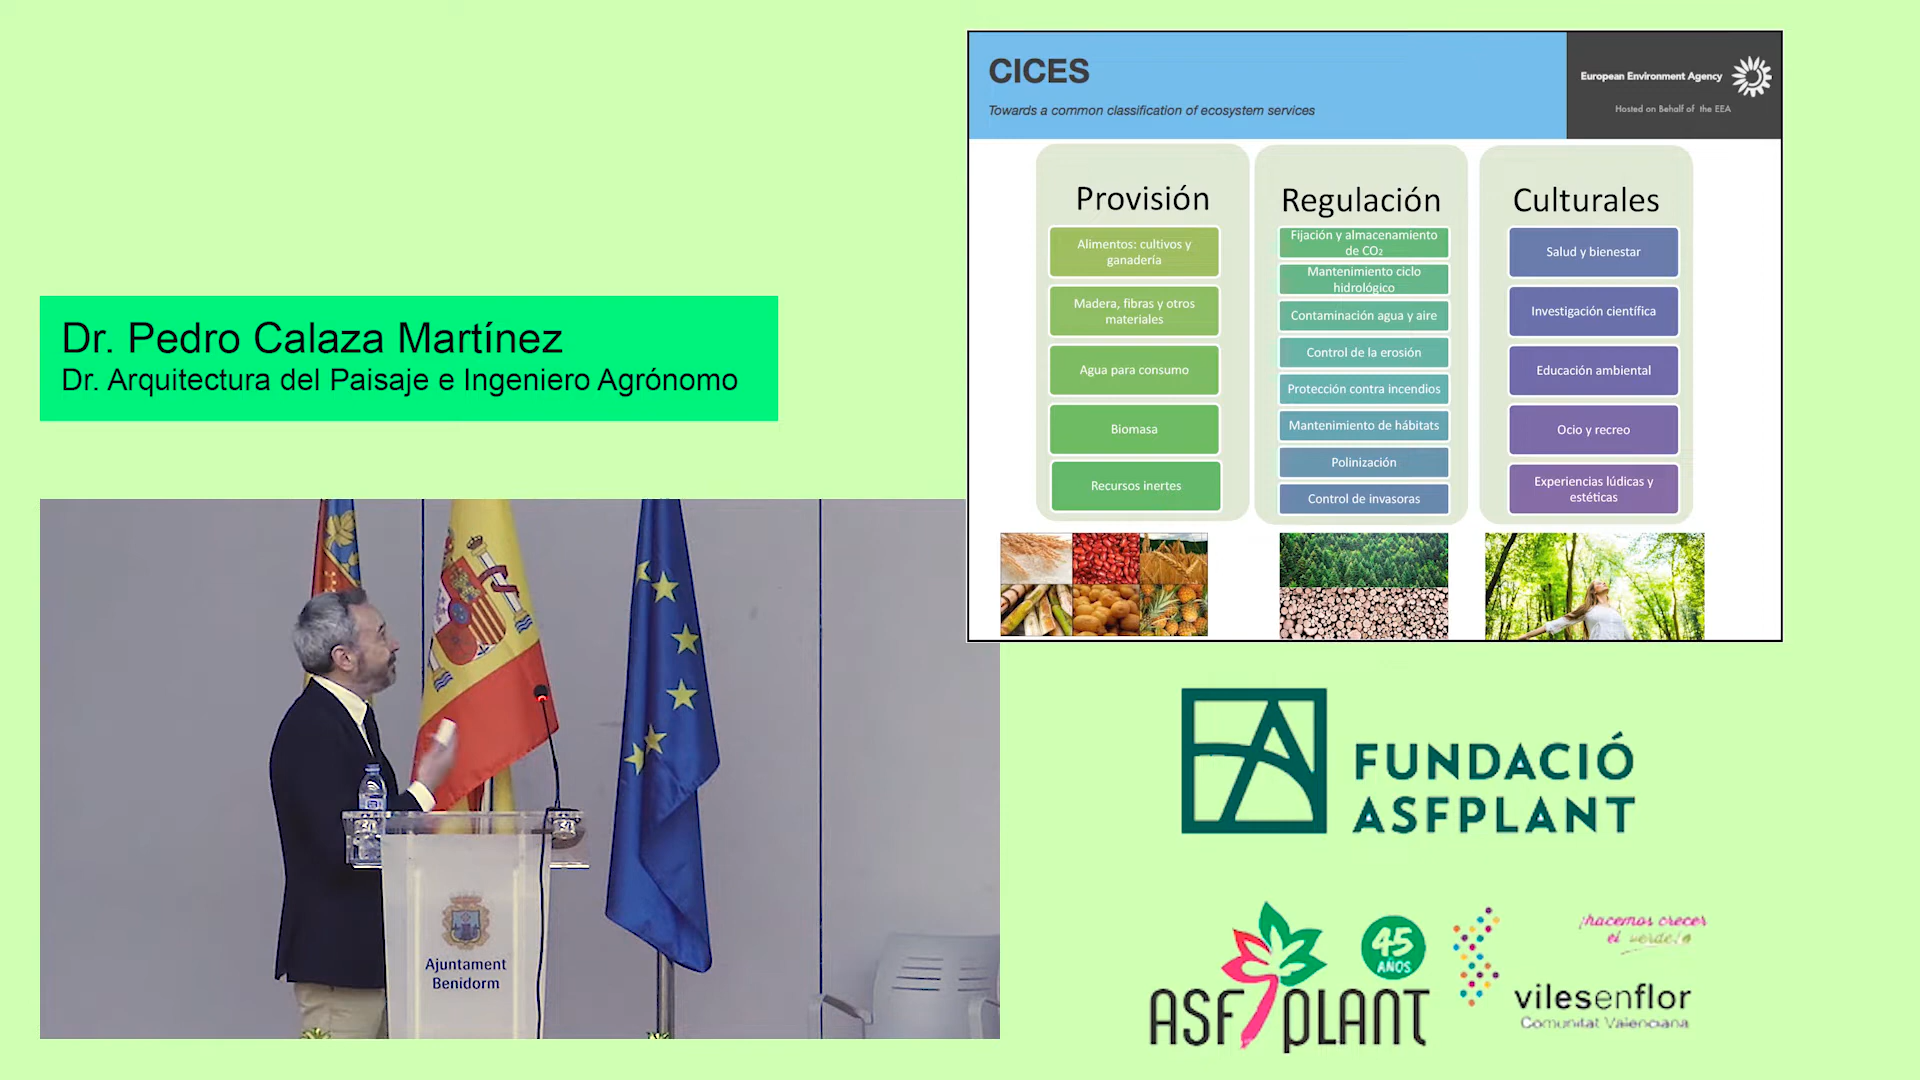 Dr. Pedro Calaza Martínez
Dr. Arquitectura del Paisaje e Ingeniero Agrónomo
CICES
Towards a common classification of ecosystem services
European Environment Agency
Hosted on Behalf of the EEA
Provisión
Alimentos: cultivos y
ganadería
Madera, fibras y otros
materiales
Agua para consumo
Biomasa
Recursos inertes
Regulación
Fijación y almacenamiento
de CO₂
Mantenimiento ciclo
hidrológico
Contaminación agua y aire
Control de la erosión
Protección contra incendios
Mantenimiento de hábitats
Polinización
Control de invasoras
Culturales
Salud y bienestar
Investigación científica
Educación ambiental
Ocio y recreo
Experiencias lúdicas y
estéticas
Ajuntament
Benidorm
FUNDACIÓ
ASFPLANT
ASFPLANT
45
AÑOS
¡hacemos crecer
el verde!
vilesenflor
Comunitat Valenciana